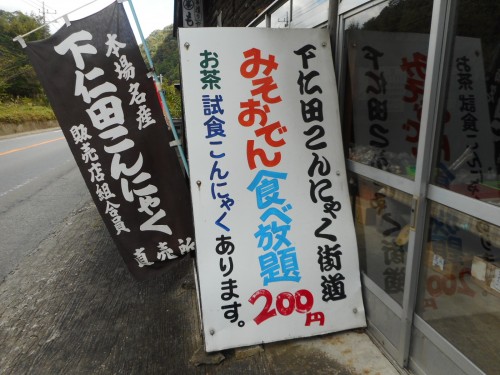 下仁田こんにゃく街道
みそおでん食べ放題
200円
お茶 試食こんにゃくあります。
本場名産
下仁田こんにゃく
販売店組合員
直売所